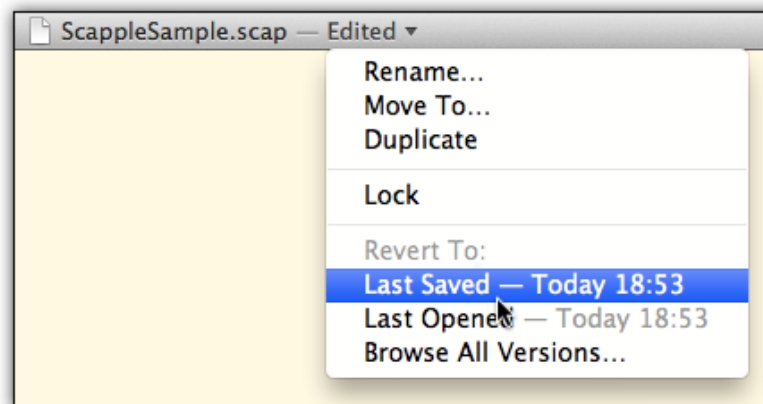 ScappleSample.scap — Edited
Rename...
Move To...
Duplicate
Lock
Revert To:
Last Saved — Today 18:53
Last Opened — Today 18:53
Browse All Versions...